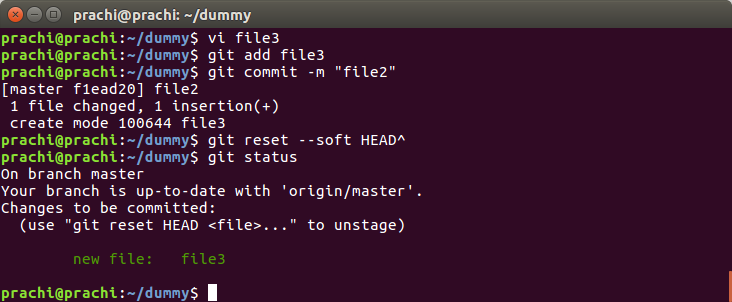 prachi@prachi: ~/dummy
prachi@prachi:~/dummy$ vi file3
prachi@prachi:~/dummy$ git add file3
prachi@prachi:~/dummy$ git commit -m "file2"
[master f1ead20] file2
 1 file changed, 1 insertion(+)
 create mode 100644 file3
prachi@prachi:~/dummy$ git reset --soft HEAD^
prachi@prachi:~/dummy$ git status
On branch master
Your branch is up-to-date with 'origin/master'.
Changes to be committed:
  (use "git reset HEAD <file>..." to unstage)

        new file:   file3

prachi@prachi:~/dummy$